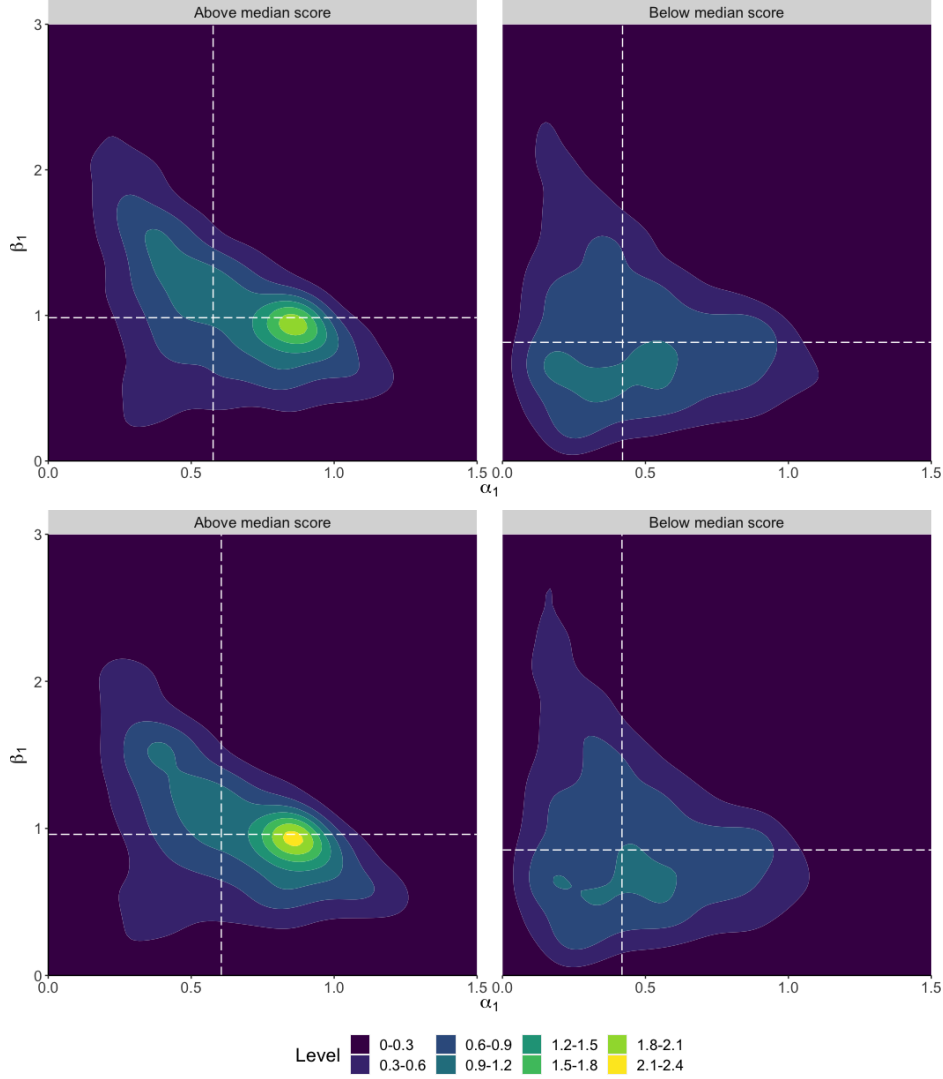 Above median score Below median score
3
2
1
0
β1
0.0 0.5 1.0 1.5 0.0 0.5 1.0 1.5
α1
Above median score Below median score
3
2
1
0
β1
0.0 0.5 1.0 1.5 0.0 0.5 1.0 1.5
α1
Level 0-0.3 0.6-0.9 1.2-1.5 1.8-2.1
0.3-0.6 0.9-1.2 1.5-1.8 2.1-2.4